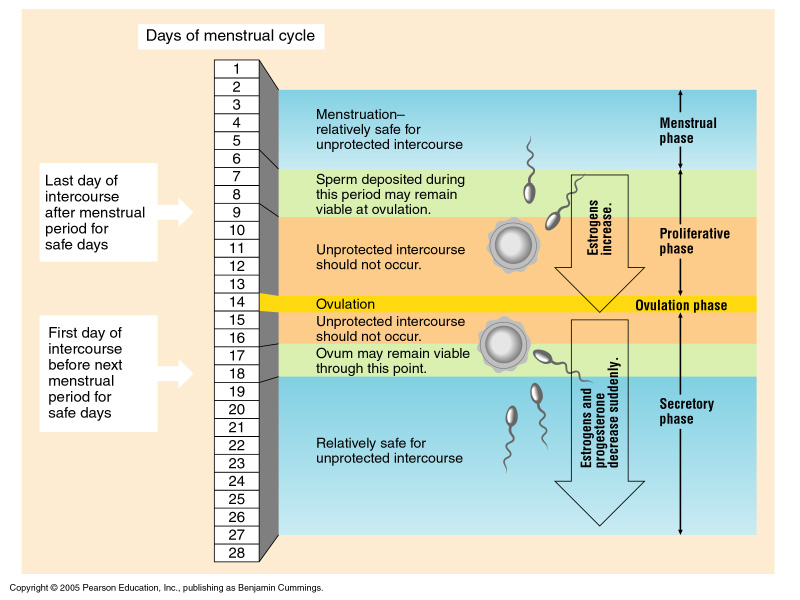 Days of menstrual cycle
1
2
3
4
5
6
7
8
9
10
11
12
13
14
15
16
17
18
19
20
21
22
23
24
25
26
27
28
Last day of
intercourse
after menstrual
period for
safe days
First day of
intercourse
before next
menstrual
period for
safe days
Menstruation–
relatively safe for
unprotected intercourse
Sperm deposited during
this period may remain
viable at ovulation.
Unprotected intercourse
should not occur.
Ovulation
Unprotected intercourse
should not occur.
Ovum may remain viable
through this point.
Relatively safe for
unprotected intercourse
Estrogens
increase.
Estrogens and
progesterone
decrease suddenly.
Menstrual
phase
Proliferative
phase
Ovulation phase
Secretory
phase
Copyright © 2005 Pearson Education, Inc., publishing as Benjamin Cummings.